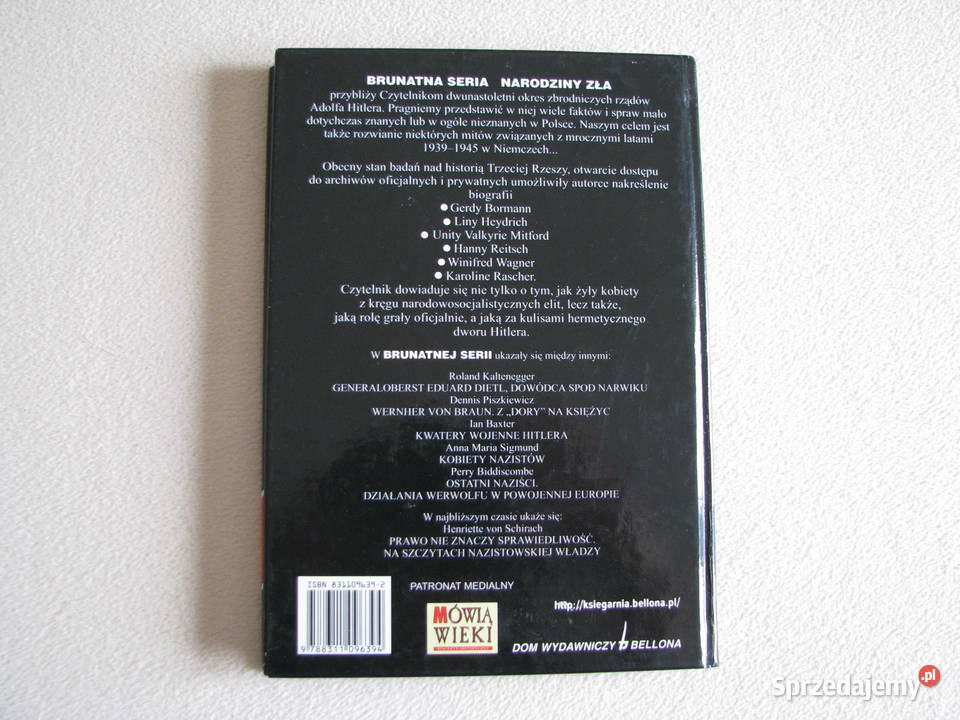 BRUNATNA SERIA NARODZINY ZŁA
przybliży Czytelnikom dwunastoletni okres zbrodniczych rządów
Adolfa Hitlera. Pragniemy przedstawić w niej wiele faktów i spraw mało
dotychczas znanych lub w ogóle nieznanych w Polsce. Naszym celem jest
także rozwianie niektórych mitów związanych z mrocznymi latami
1939–1945 w Niemczech...
Obecny stan badań nad historią Trzeciej Rzeszy, otwarcie dostępu
do archiwów oficjalnych i prywatnych umożliwiły autorce nakreślenie
biografii
● Gerdy Bormann
● Liny Heydrich
● Unity Valkyrie Mitford
● Hanny Reitsch
● Winifred Wagner
● Karoline Rascher.
Czytelnik dowiaduje się nie tylko o tym, jak żyły kobiety
z kręgu narodowosocjalistycznych elit, lecz także,
jaką rolę grały oficjalnie, a jaką za kulisami hermetycznego
dworu Hitlera.
W BRUNATNEJ SERII ukazały się między innymi:
Roland Kaltenegger
GENERALOBERST EDUARD DIETL, DOWÓDCA SPOD NARWIKU
Dennis Piszkiewicz
WERNHER VON BRAUN. Z „DORY” NA KSIĘŻYC
Ian Baxter
KWATERY WOJENNE HITLERA
Anna Maria Sigmund
KOBIETY NAZISTÓW
Perry Biddiscombe
OSTATNI NAZIŚCI.
DZIAŁANIA WERWOLFU W POWOJENNEJ EUROPIE
W najbliższym czasie ukaże się:
Henriette von Schirach
PRAWO NIE ZNACZY SPRAWIEDLIWOŚĆ.
NA SZCZYTACH NAZISTOWSKIEJ WŁADZY
ISBN 831109639-2
9 788311 096394
PATRONAT MEDIALNY
MÓWIĄ
WIEKI
http://ksiegarnia.bellona.pl/
DOM WYDAWNICZY BELLONA
Sprzedajemy.pl